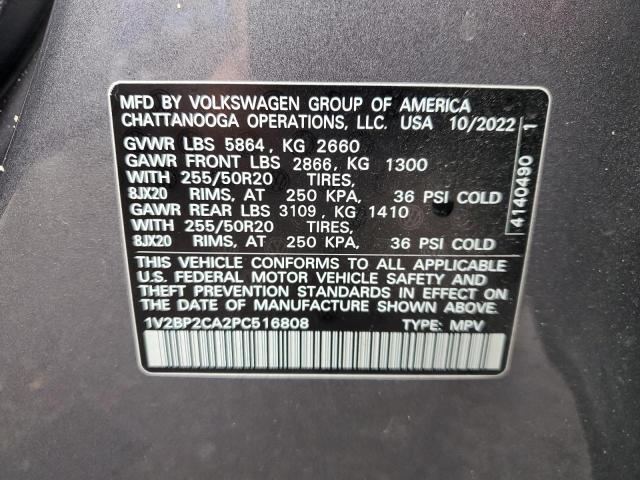 MFD BY VOLKSWAGEN GROUP OF AMERICA
CHATTANOOGA OPERATIONS, LLC. USA 10/2022
GVWR LBS 5864, KG 2660
GAWR FRONT LBS 2866, KG 1300
WITH 255/50R20 TIRES,
8JX20 RIMS, AT 250 KPA, 36 PSI COLD
GAWR REAR LBS 3109, KG 1410
WITH 255/50R20 TIRES,
8JX20 RIMS, AT 250 KPA, 36 PSI COLD
THIS VEHICLE CONFORMS TO ALL APPLICABLE
U.S. FEDERAL MOTOR VEHICLE SAFETY AND
THEFT PREVENTION STANDARDS IN EFFECT ON
THE DATE OF MANUFACTURE SHOWN ABOVE.
1V2BP2CA2PC516808 TYPE: MPV
4140490 1